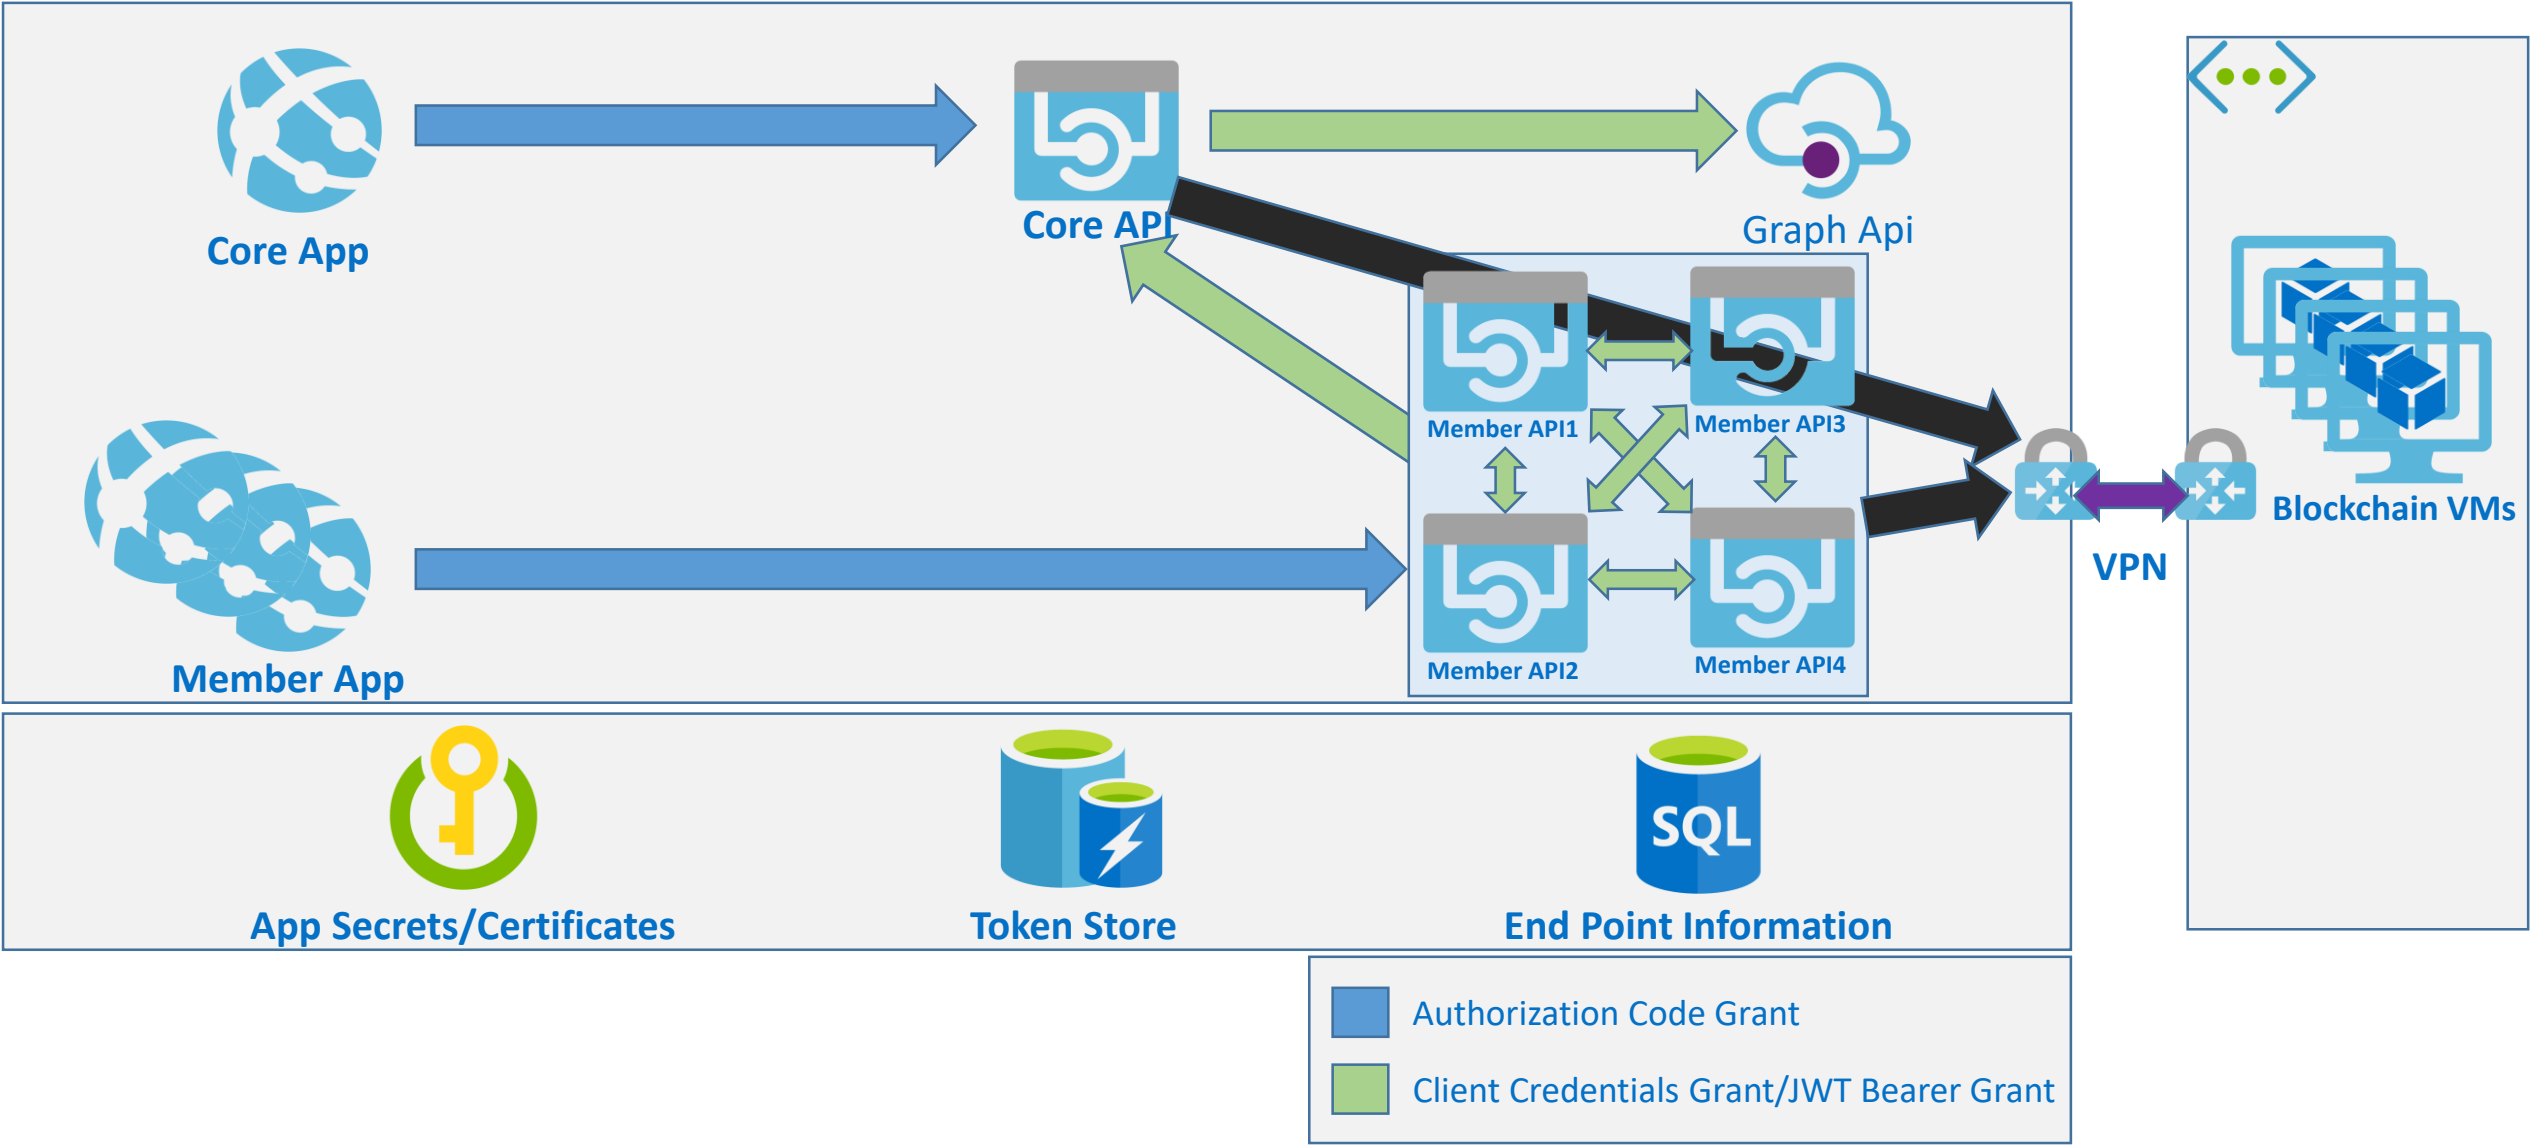 Core App
Core API
Graph Api
Member API1
Member API3
Member API2
Member API4
Member App
VPN
Blockchain VMs
SQL
App Secrets/Certificates
Token Store
End Point Information
Authorization Code Grant
Client Credentials Grant/JWT Bearer Grant